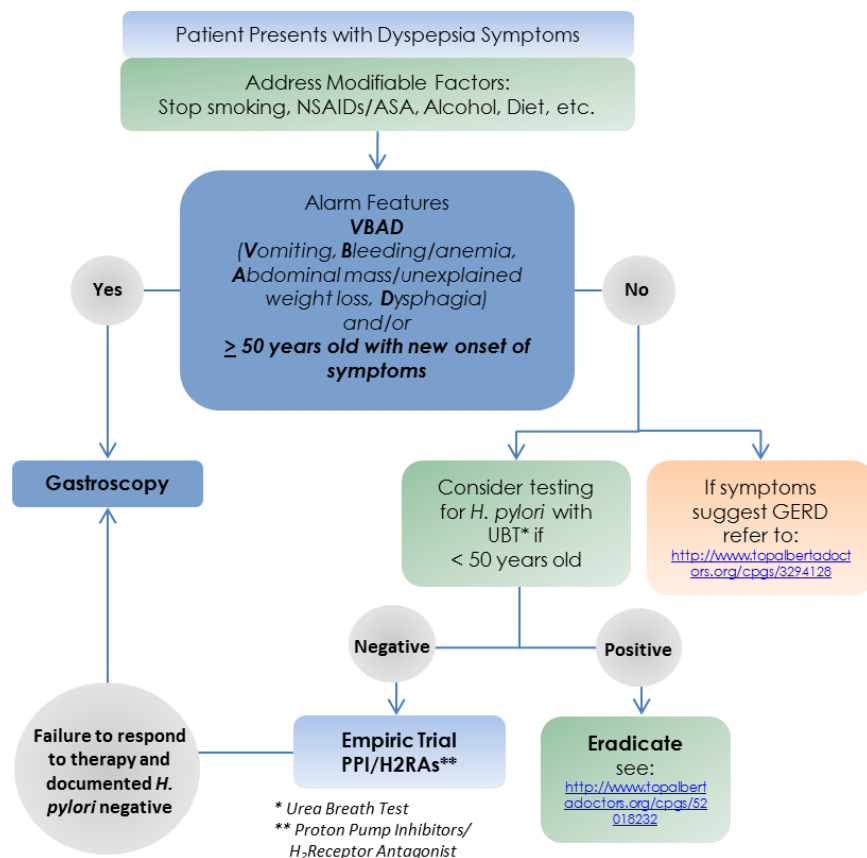 Patient Presents with Dyspepsia Symptoms
Address Modifiable Factors:
Stop smoking, NSAIDs/ASA, Alcohol, Diet, etc.
Alarm Features
VBAD
(Vomiting, Bleeding/anemia,
Abdominal mass/unexplained
weight loss, Dysphagia)
and/or
≥ 50 years old with new onset of
symptoms
Yes
No
Gastroscopy
Consider testing
for H. pylori with
UBT* if
< 50 years old
If symptoms
suggest GERD
refer to:
http://www.topalbertadoct
ors.org/cpgs/3294128
Negative
Positive
Failure to respond
to therapy and
documented H.
pylori negative
Empiric Trial
PPI/H2RAs**
Eradicate
see:
http://www.topalbert
adoctors.org/cpgs/52
018232
* Urea Breath Test
** Proton Pump Inhibitors/
H₂Receptor Antagonist